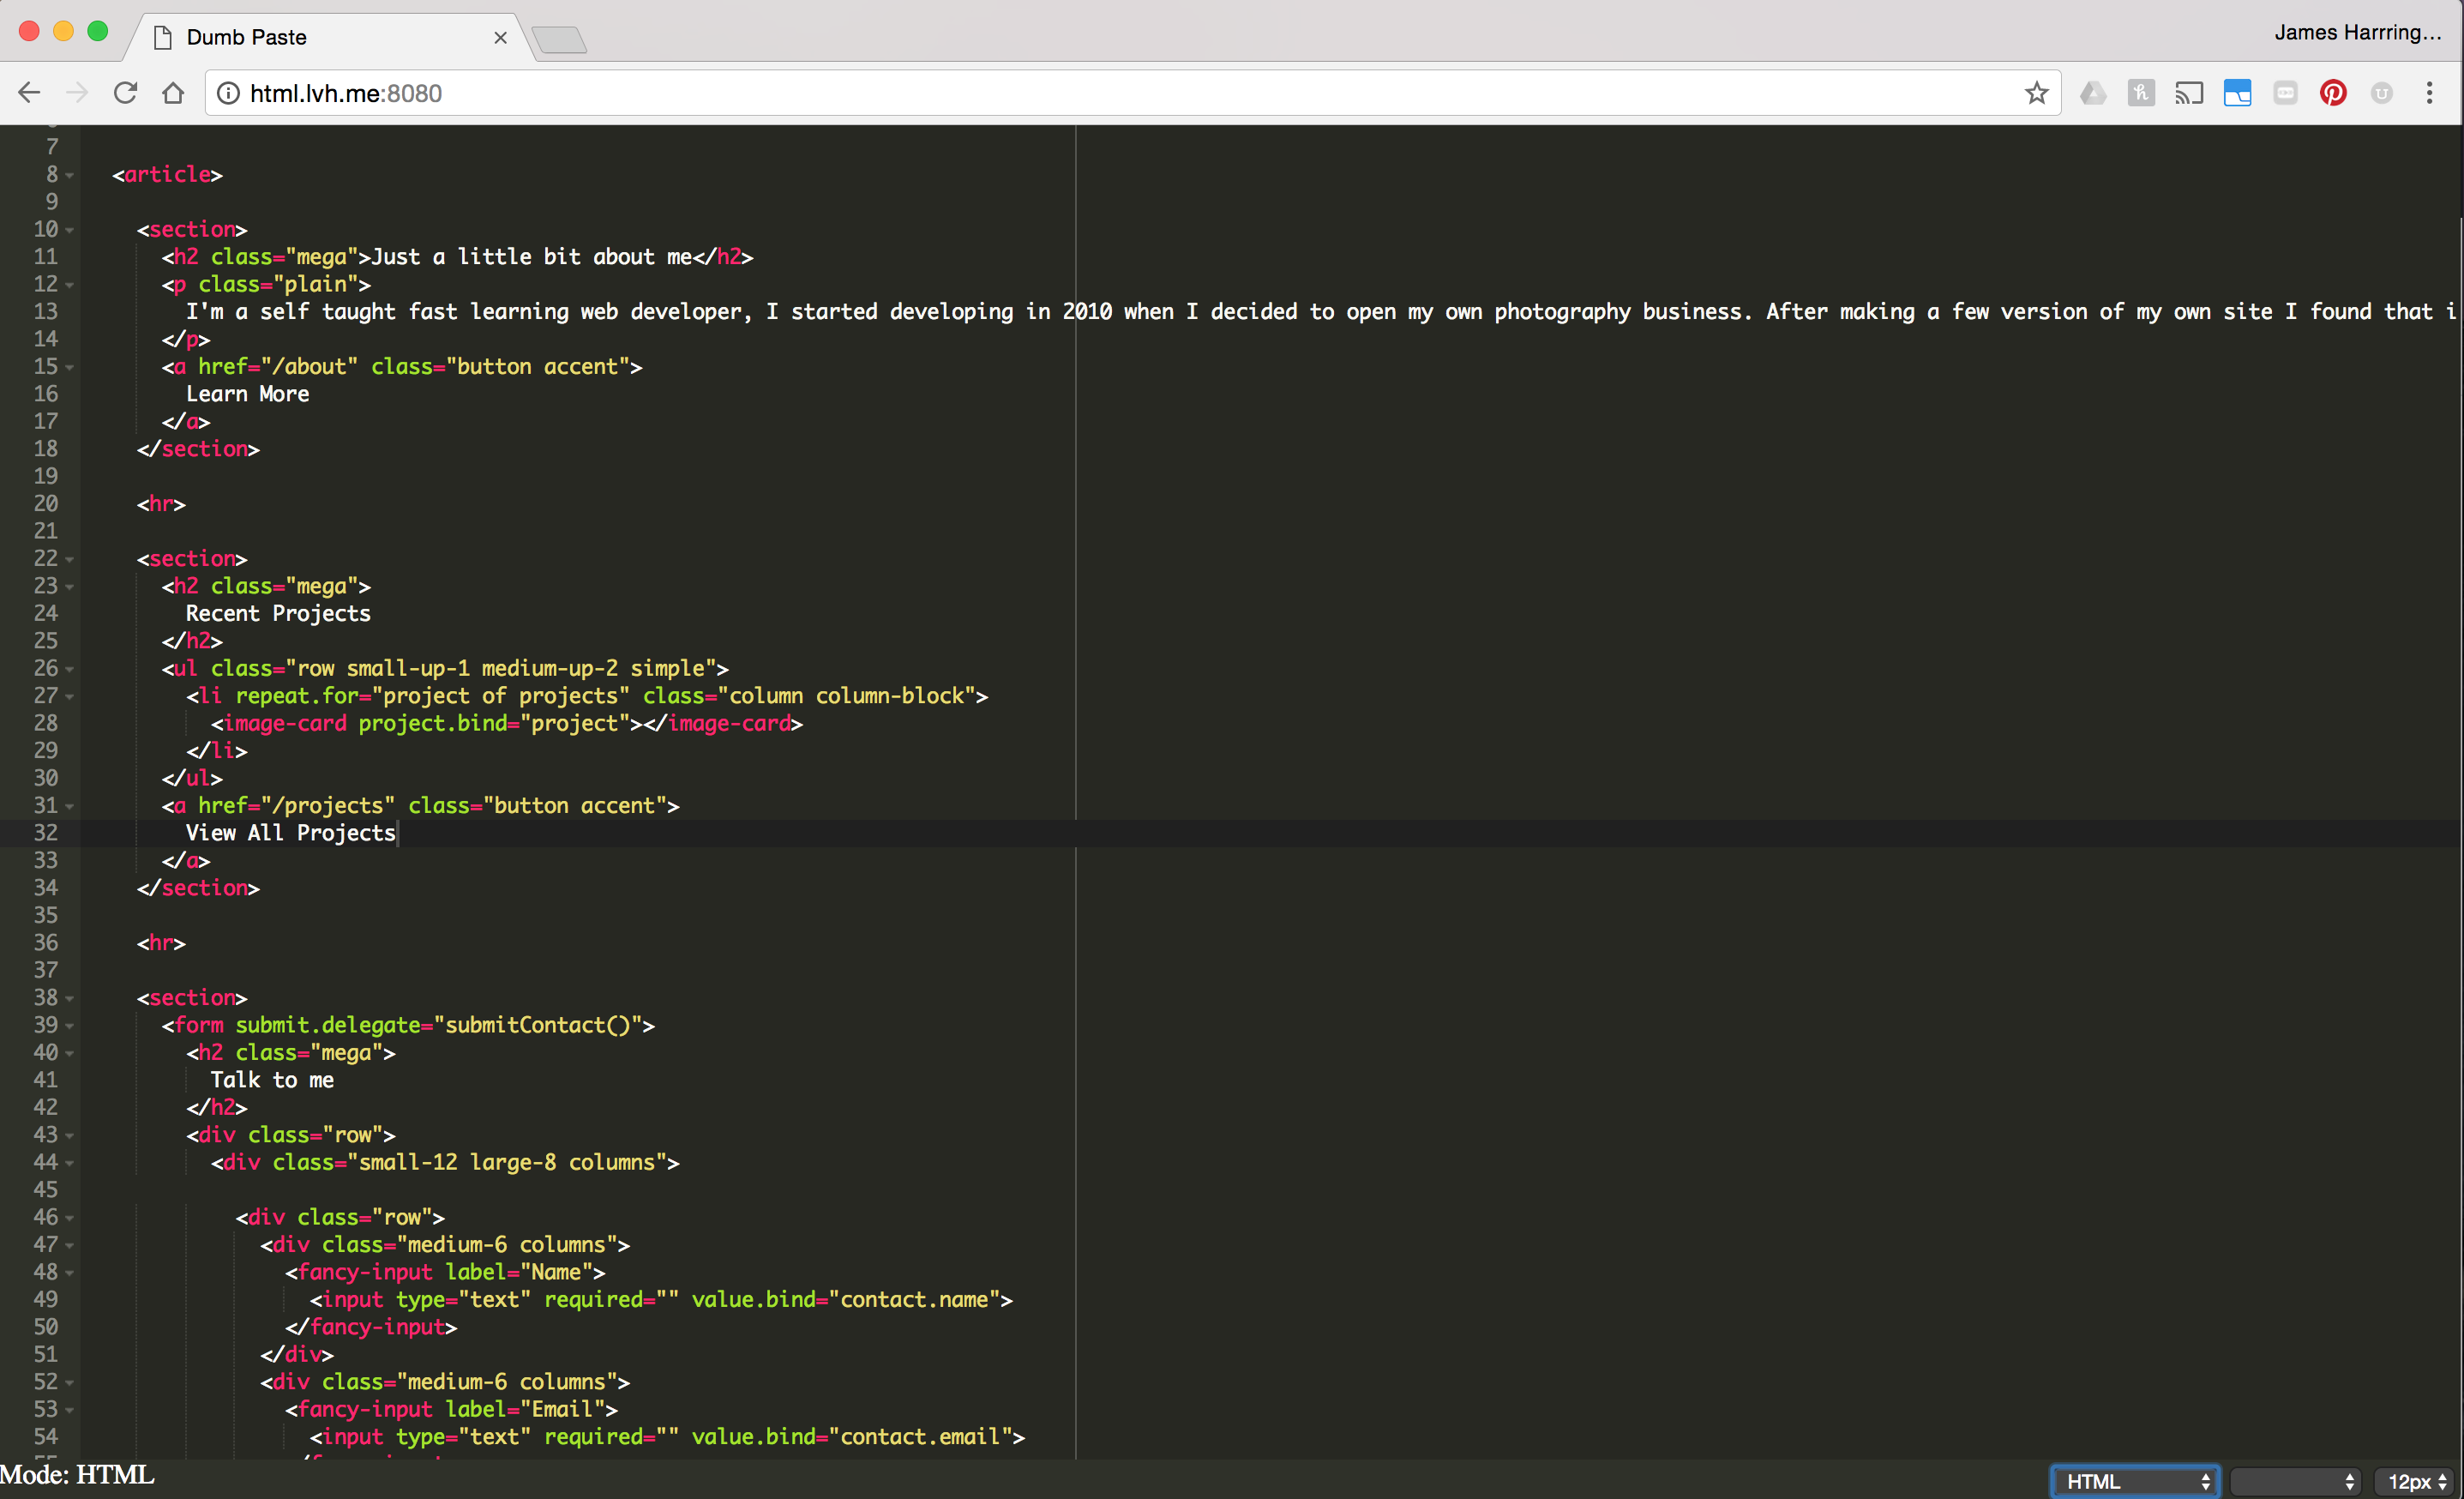 Dumb Paste
James Harrring...
html.lvh.me:8080
7
8 <article>
9
10 <section>
11 <h2 class="mega">Just a little bit about me</h2>
12 <p class="plain">
13 I'm a self taught fast learning web developer, I started developing in 2010 when I decided to open my own photography business. After making a few version of my own site I found that i
14 </p>
15 <a href="/about" class="button accent">
16 Learn More
17 </a>
18 </section>
19
20 <hr>
21
22 <section>
23 <h2 class="mega">
24 Recent Projects
25 </h2>
26 <ul class="row small-up-1 medium-up-2 simple">
27 <li repeat.for="project of projects" class="column column-block">
28 <image-card project.bind="project"></image-card>
29 </li>
30 </ul>
31 <a href="/projects" class="button accent">
32 View All Projects
33 </a>
34 </section>
35
36 <hr>
37
38 <section>
39 <form submit.delegate="submitContact()">
40 <h2 class="mega">
41 Talk to me
42 </h2>
43 <div class="row">
44 <div class="small-12 large-8 columns">
45
46 <div class="row">
47 <div class="medium-6 columns">
48 <fancy-input label="Name">
49 <input type="text" required="" value.bind="contact.name">
50 </fancy-input>
51 </div>
52 <div class="medium-6 columns">
53 <fancy-input label="Email">
54 <input type="text" required="" value.bind="contact.email">
Mode: HTML
HTML
12px